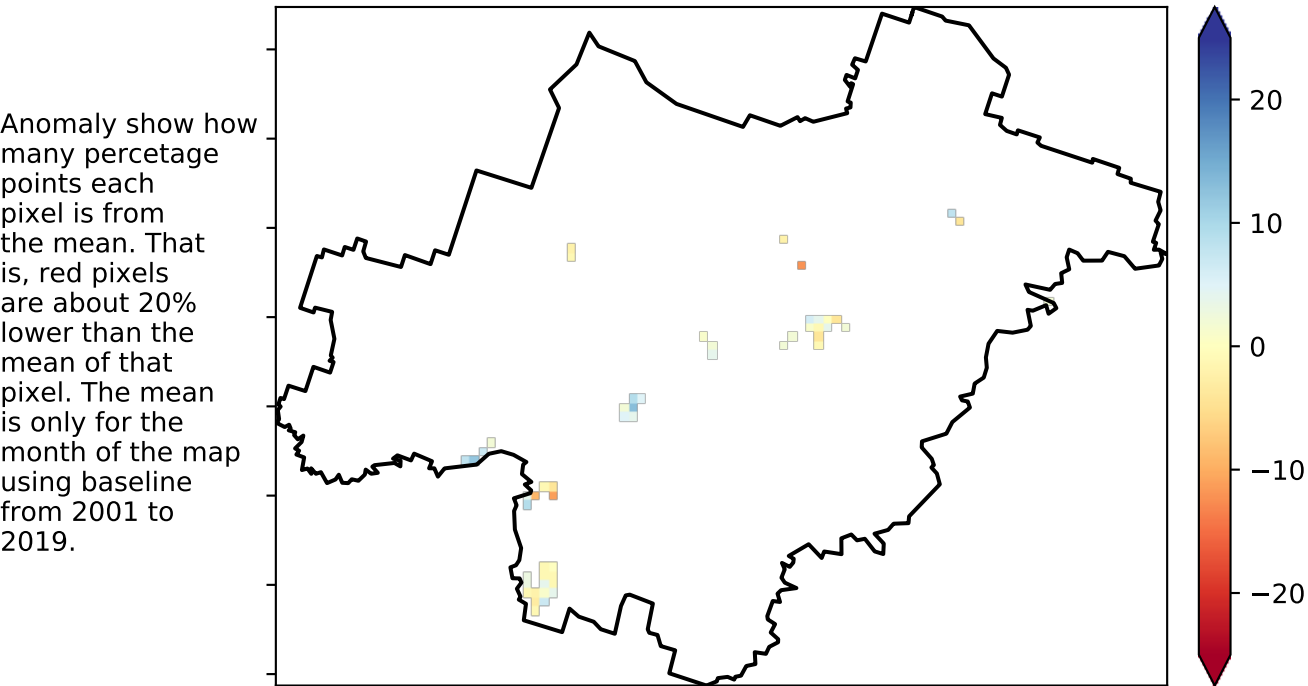 Anomaly show how
many percetage
points each
pixel is from
the mean. That
is, red pixels
are about 20%
lower than the
mean of that
pixel. The mean
is only for the
month of the map
using baseline
from 2001 to
2019.
20
10
0
−10
−20